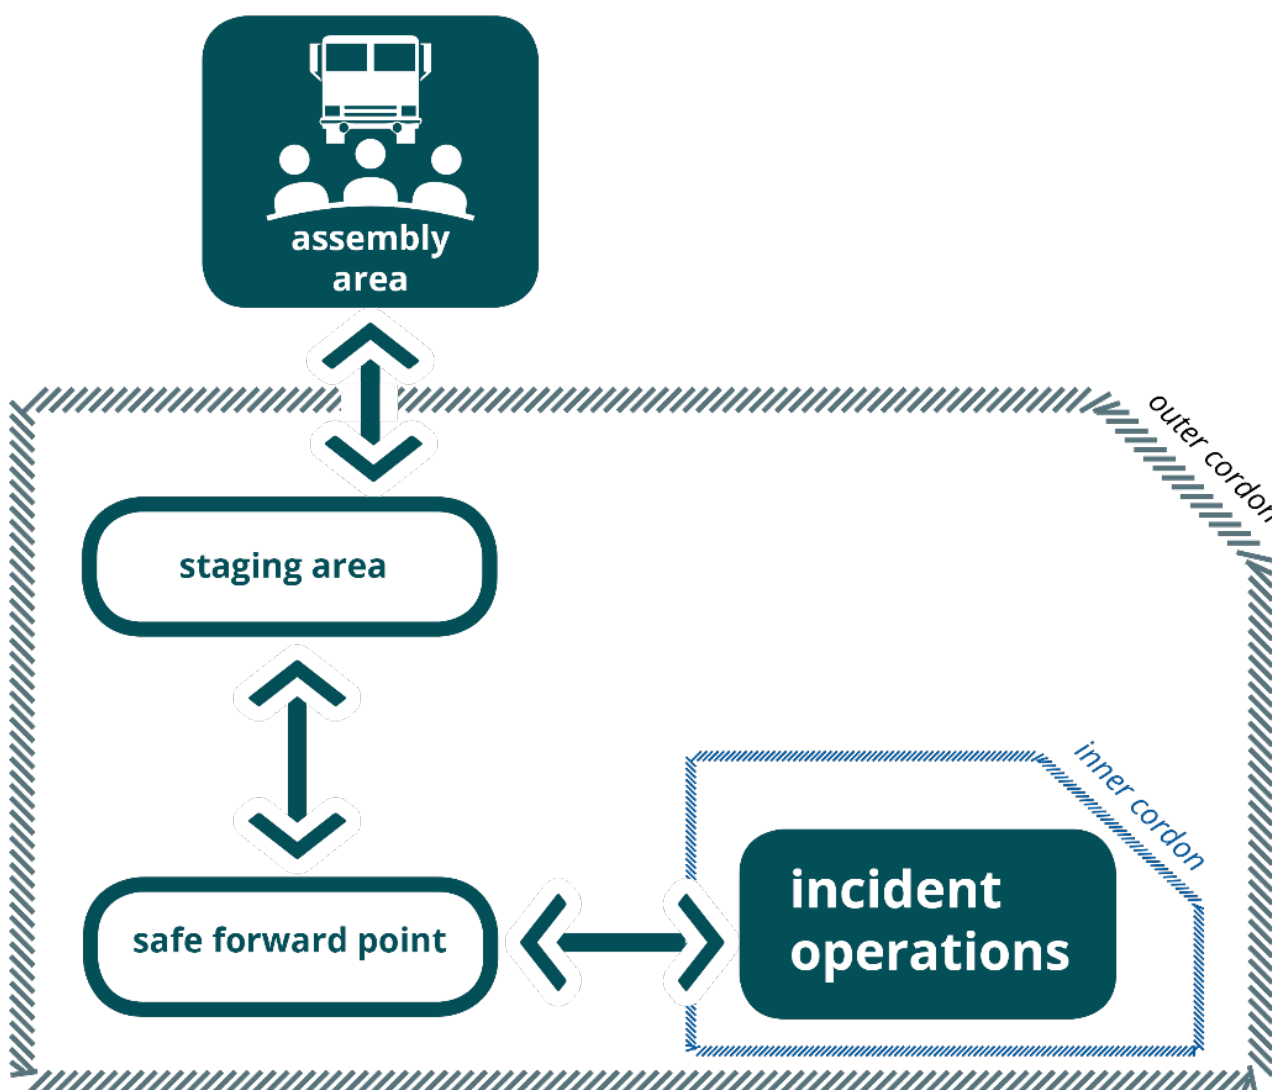 assembly
area
outer cordon
staging area
inner cordon
incident
operations
safe forward point